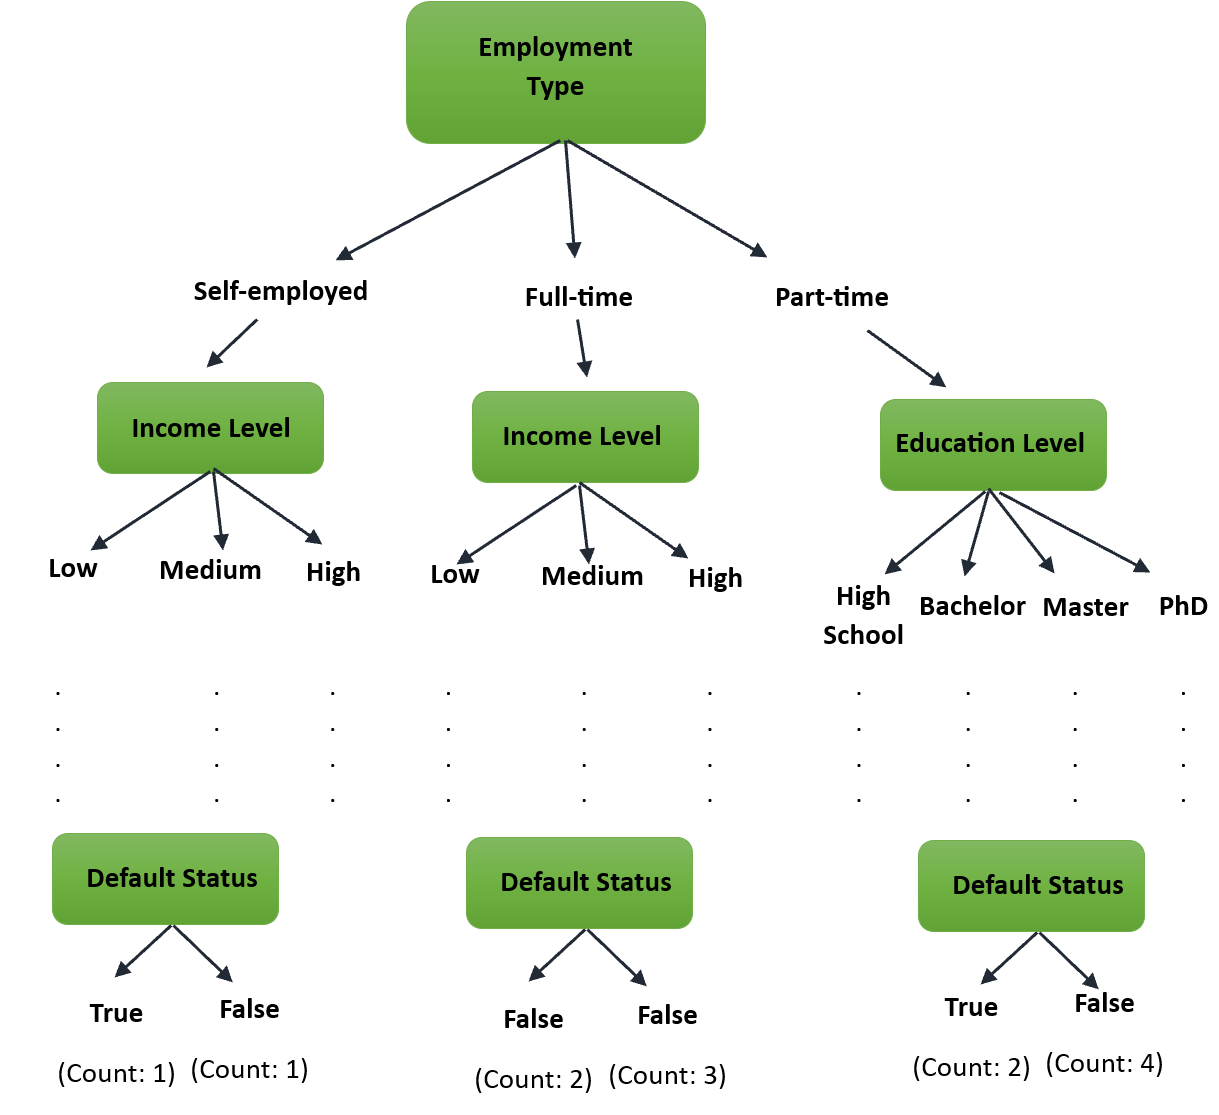 Employment
Type
Self-employed
Full-time
Part-time
Income Level
Income Level
Education Level
Low
Medium
High
Low
Medium
High
High
School
Bachelor
Master
PhD
Default Status
Default Status
Default Status
True
False
False
False
True
False
(Count: 1)
(Count: 1)
(Count: 2)
(Count: 3)
(Count: 2)
(Count: 4)